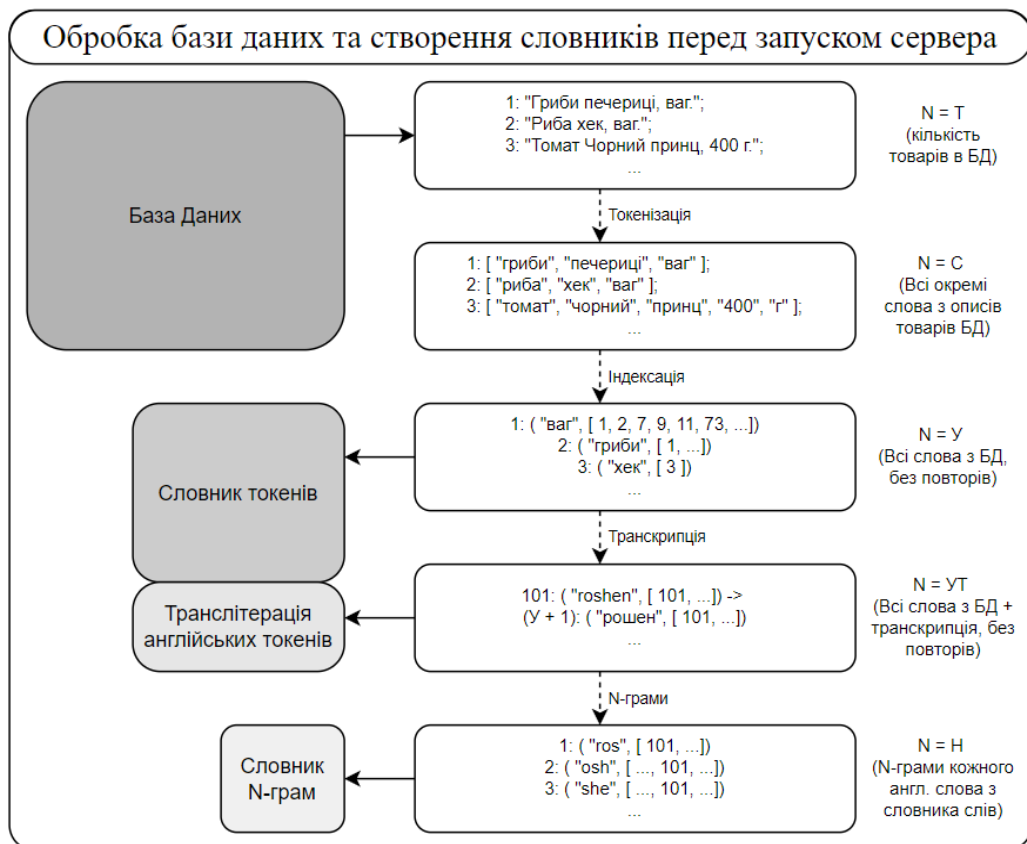 Обробка бази даних та створення словників перед запуском сервера
База Даних
1: "Гриби печериці, ваг.";
2: "Риба хек, ваг.";
3: "Томат Чорний принц, 400 г.";
...
N = Т
(кількість
товарів в БД)
Токенізація
1: [ "гриби", "печериці", "ваг" ];
2: [ "риба", "хек", "ваг" ];
3: [ "томат", "чорний", "принц", "400", "г" ];
...
N = С
(Всі окремі
слова з описів
товарів БД)
Індексація
Словник токенів
1: ( "ваг", [ 1, 2, 7, 9, 11, 73, ...])
2: ( "гриби", [ 1, ...])
3: ( "хек", [ 3 ])
...
N = У
(Всі слова з БД,
без повторів)
Транскрипція
Транслітерація
англійських токенів
101: ( "roshen", [ 101, ...]) ->
(У + 1): ( "рошен", [ 101, ...])
...
N = УТ
(Всі слова з БД +
транскрипція, без
повторів)
N-грами
Словник
N-грам
1: ( "ros", [ 101, ...])
2: ( "osh", [ ..., 101, ...])
3: ( "she", [ ..., 101, ...])
...
N = Н
(N-грами кожного
англ. слова з
словника слів)